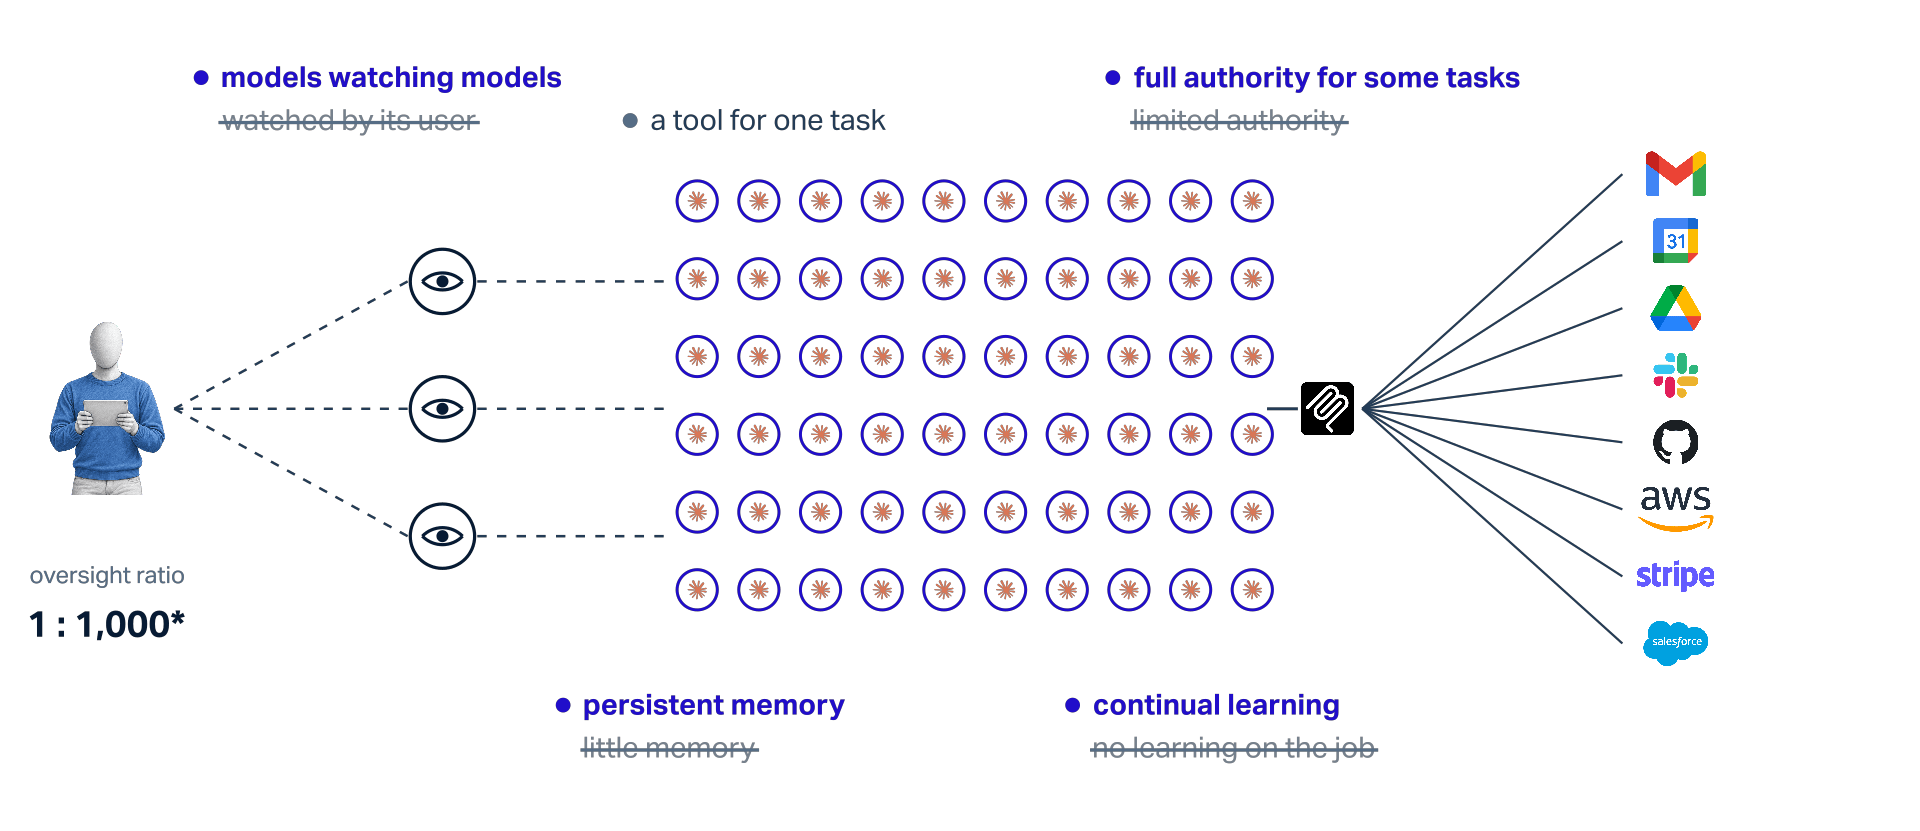 models watching models
watched by its user
a tool for one task
full authority for some tasks
limited authority
31
aws
stripe
salesforce
oversight ratio
1 : 1,000*
persistent memory
little memory
continual learning
no learning on the job